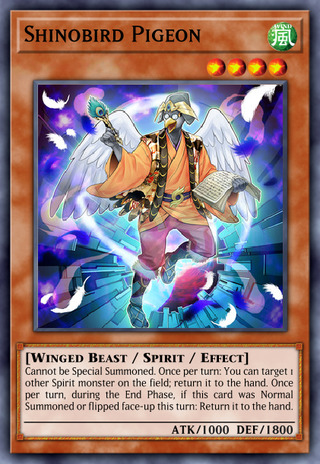 Shinobird Pigeon
WIND
風
[Winged Beast / Spirit / Effect]
Cannot be Special Summoned. Once per turn: You can target 1
other Spirit monster on the field; return it to the hand. Once
per turn, during the End Phase, if this card was Normal
Summoned or flipped face-up this turn: Return it to the hand.
ATK/1000 DEF/1800